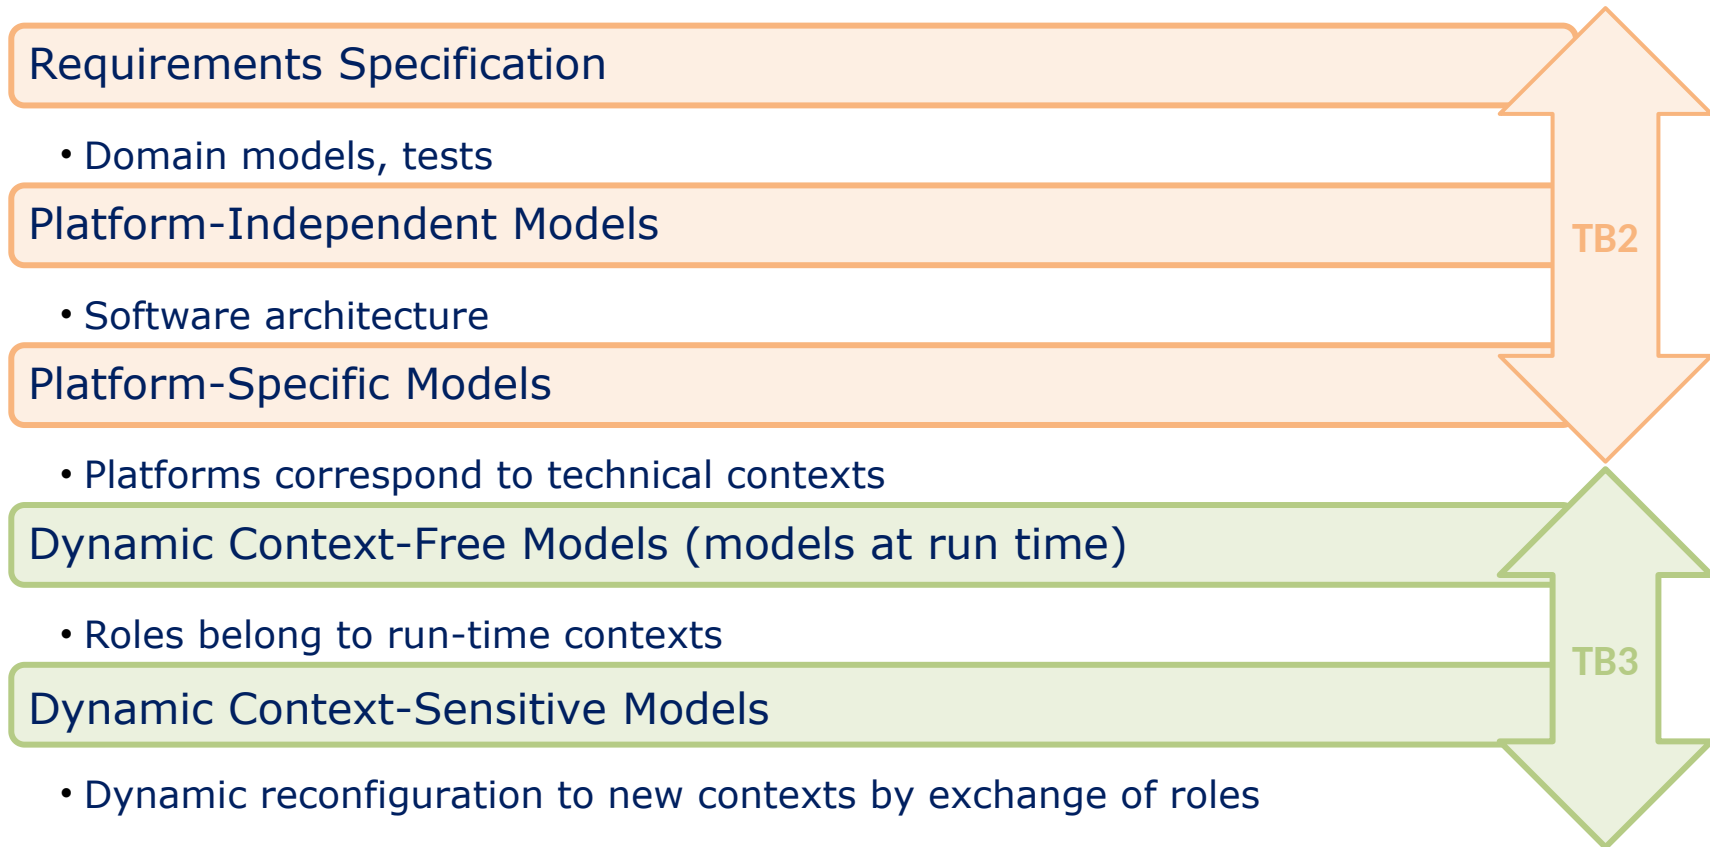 Requirements Specification
• Domain models, tests
Platform-Independent Models
TB2
• Software architecture
Platform-Specific Models
• Platforms correspond to technical contexts
Dynamic Context-Free Models (models at run time)
• Roles belong to run-time contexts
TB3
Dynamic Context-Sensitive Models
• Dynamic reconfiguration to new contexts by exchange of roles